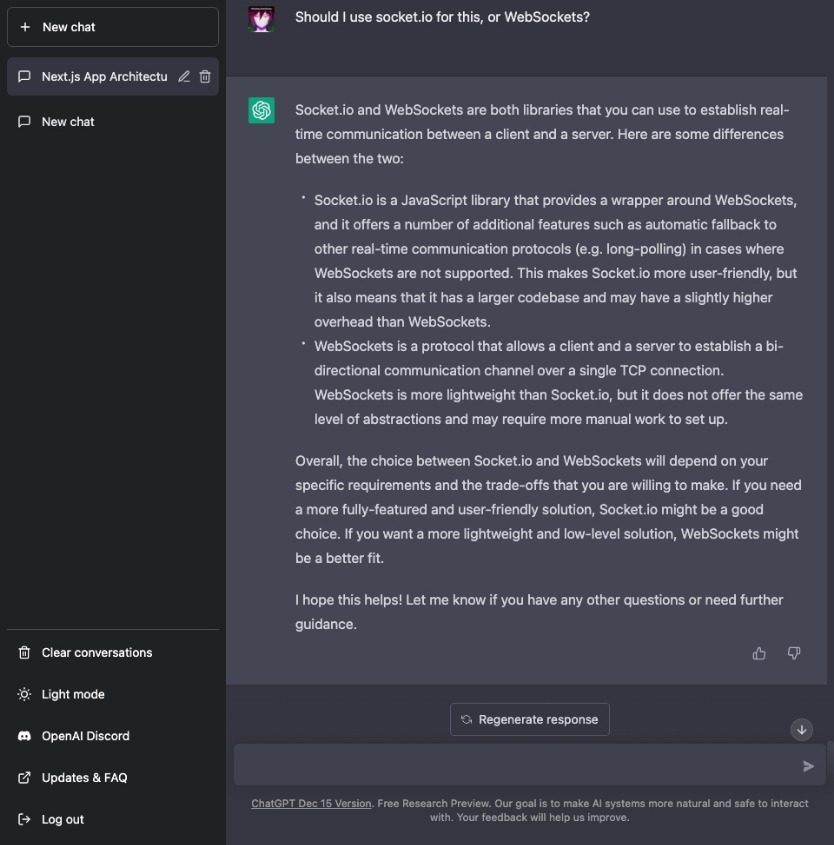 New chat
Next.js App Architectu
New chat
Clear conversations
Light mode
OpenAI Discord
Updates & FAQ
Log out
Should I use socket.io for this, or WebSockets?
Socket.io and WebSockets are both libraries that you can use to establish real-
time communication between a client and a server. Here are some differences
between the two:
• Socket.io is a JavaScript library that provides a wrapper around WebSockets,
and it offers a number of additional features such as automatic fallback to
other real-time communication protocols (e.g. long-polling) in cases where
WebSockets are not supported. This makes Socket.io more user-friendly, but
it also means that it has a larger codebase and may have a slightly higher
overhead than WebSockets.
• WebSockets is a protocol that allows a client and a server to establish a bi-
directional communication channel over a single TCP connection.
WebSockets is more lightweight than Socket.io, but it does not offer the same
level of abstractions and may require more manual work to set up.
Overall, the choice between Socket.io and WebSockets will depend on your
specific requirements and the trade-offs that you are willing to make. If you need
a more fully-featured and user-friendly solution, Socket.io might be a good
choice. If you want a more lightweight and low-level solution, WebSockets might
be a better fit.
I hope this helps! Let me know if you have any other questions or need further
guidance.
Regenerate response
ChatGPT Dec 15 Version. Free Research Preview. Our goal is to make AI systems more natural and safe to interact
with. Your feedback will help us improve.